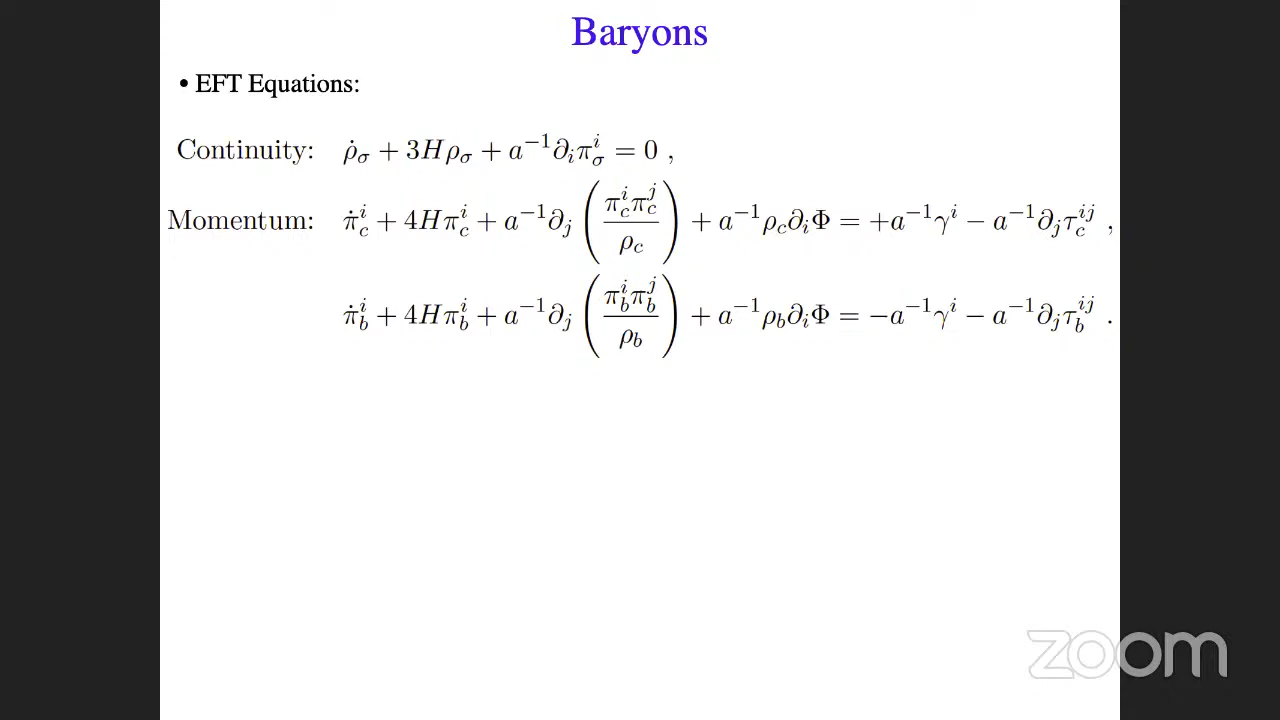 Baryons
• EFT Equations:
Continuity: ρ̇_σ + 3Hρ_σ + a^{-1}∂_iπ^i_σ = 0 ,
Momentum: π̇^i_c + 4Hπ^i_c + a^{-1}∂_j (π^i_cπ^j_c / ρ_c) + a^{-1}ρ_c∂_iΦ = +a^{-1}γ^i − a^{-1}∂_jτ^{ij}_c ,
π̇^i_b + 4Hπ^i_b + a^{-1}∂_j (π^i_bπ^j_b / ρ_b) + a^{-1}ρ_b∂_iΦ = −a^{-1}γ^i − a^{-1}∂_jτ^{ij}_b .
zoom